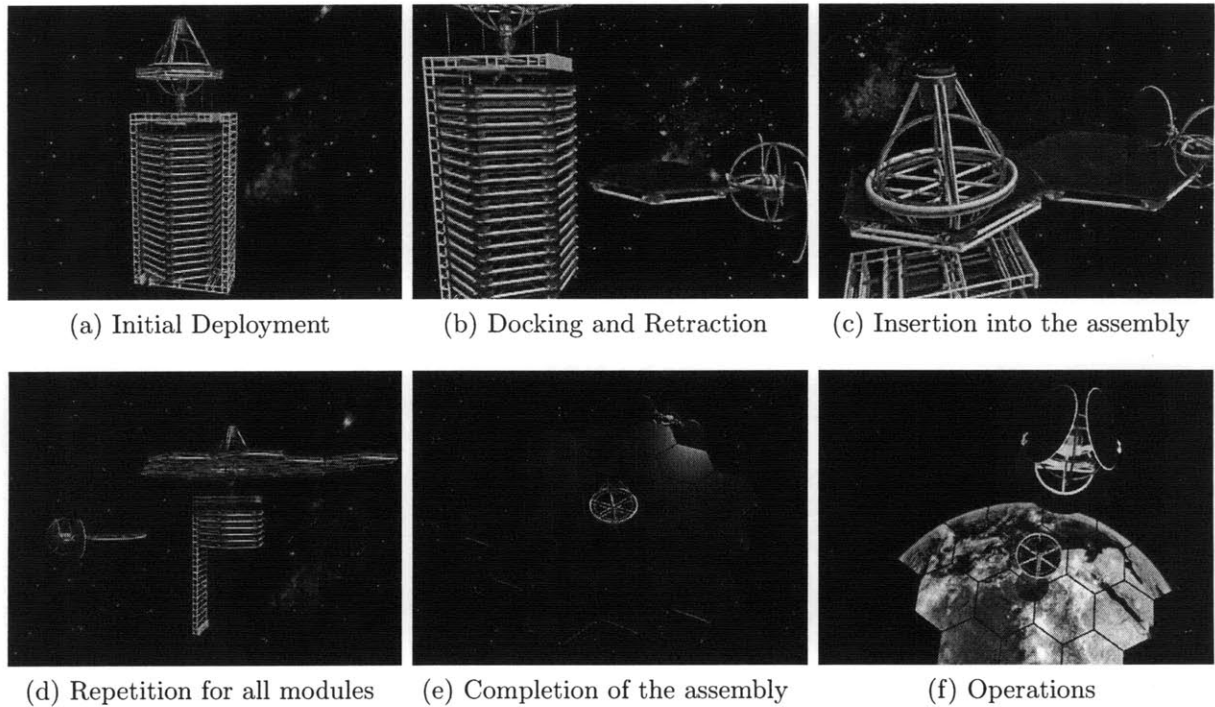 (a) Initial Deployment
(b) Docking and Retraction
(c) Insertion into the assembly
(d) Repetition for all modules
(e) Completion of the assembly
(f) Operations